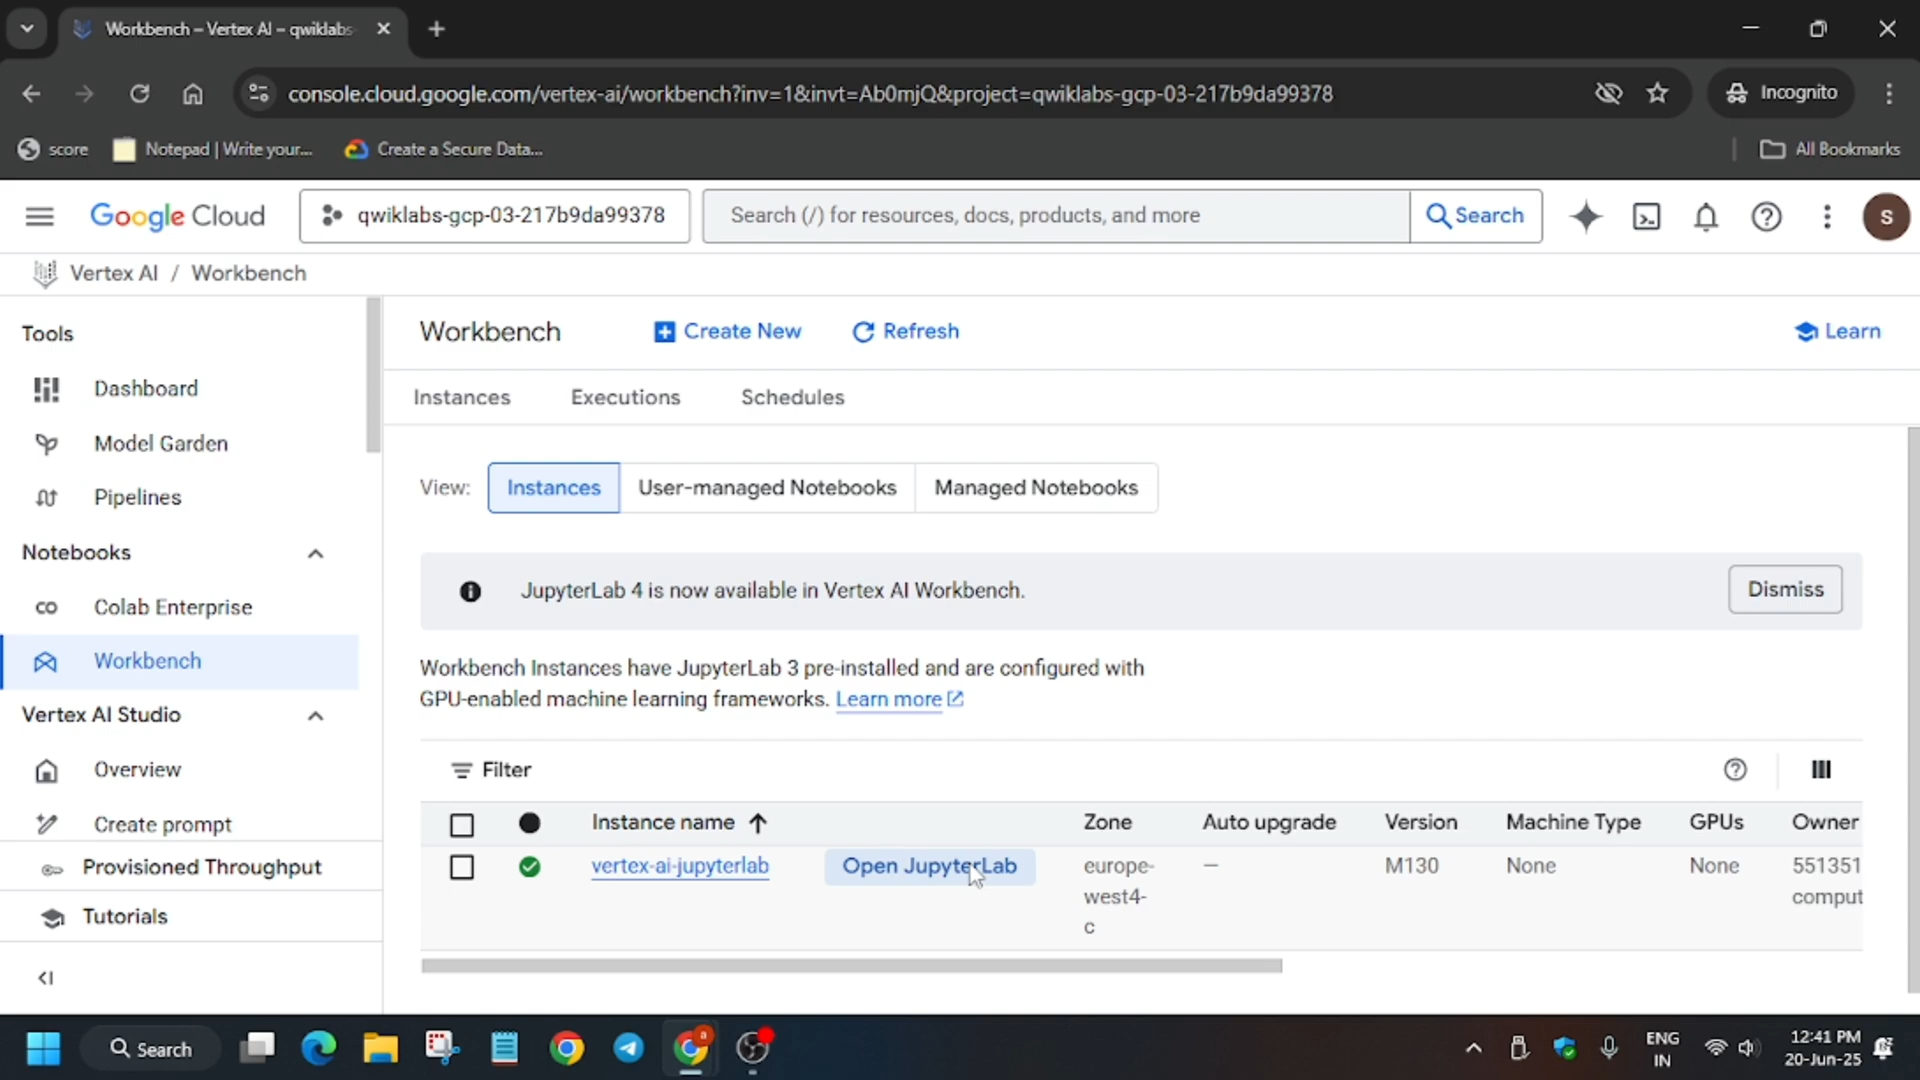 Workbench – Vertex AI – qwiklabs-
console.cloud.google.com/vertex-ai/workbench?inv=1&invt=Ab0mjQ&project=qwiklabs-gcp-03-217b9da99378
Incognito
score
Notepad | Write your...
Create a Secure Data...
All Bookmarks
Google Cloud
qwiklabs-gcp-03-217b9da99378
Search (/) for resources, docs, products, and more
Search
S
Vertex AI / Workbench
Tools
Dashboard
Model Garden
Pipelines
Notebooks
Colab Enterprise
Workbench
Vertex AI Studio
Overview
Create prompt
Provisioned Throughput
Tutorials
Workbench
Create New
Refresh
Learn
Instances
Executions
Schedules
View:
Instances
User-managed Notebooks
Managed Notebooks
JupyterLab 4 is now available in Vertex AI Workbench.
Dismiss
Workbench Instances have JupyterLab 3 pre-installed and are configured with
GPU-enabled machine learning frameworks. Learn more
Filter
Instance name
Zone
Auto upgrade
Version
Machine Type
GPUs
Owner
vertex-ai-jupyterlab
Open JupyterLab
europe-
west4-
c
—
M130
None
None
551351
comput
Search
ENG
IN
12:41 PM
20-Jun-25